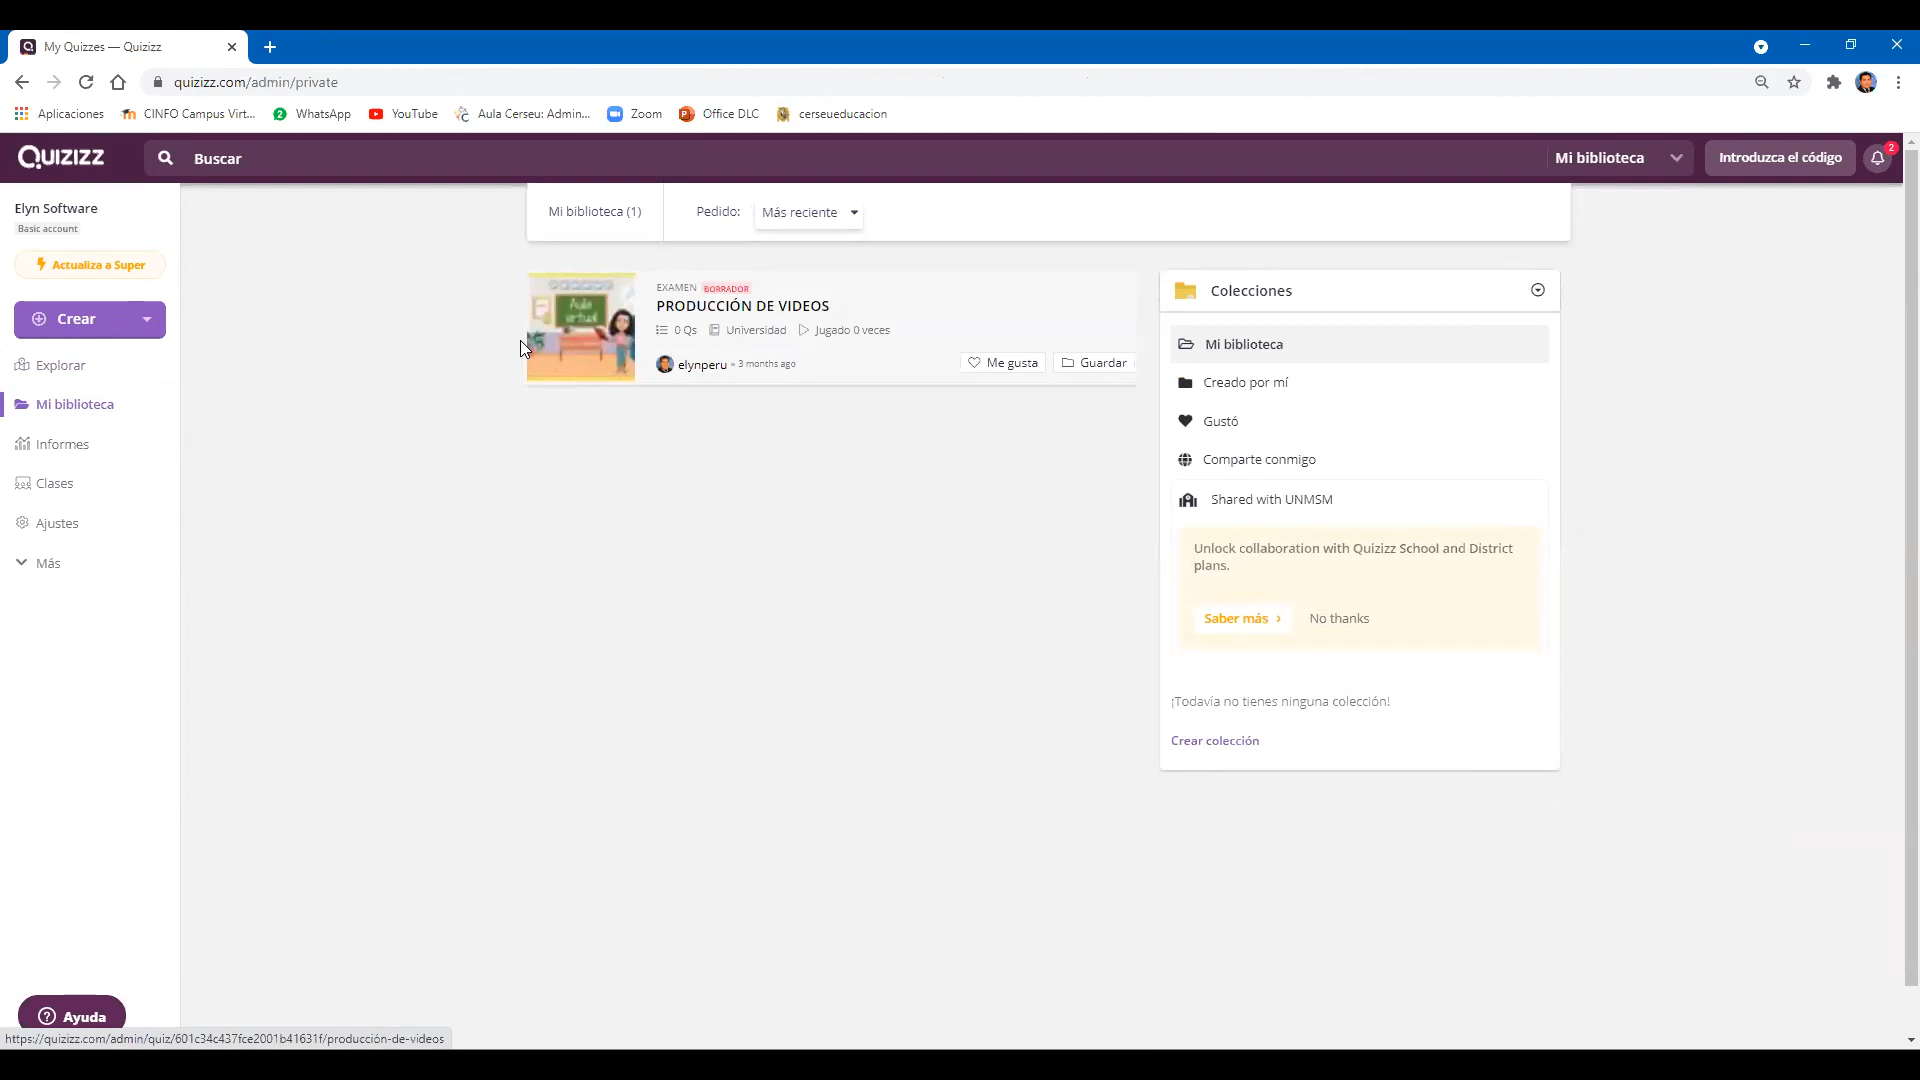 My Quizzes — Quizizz
quizizz.com/admin/private
Aplicaciones
CINFO Campus Virt...
2
WhatsApp
YouTube
Aula Cerseu: Admin...
Zoom
Office DLC
cerseueducacion
QUIZIZZ
Buscar
Mi biblioteca
Introduzca el código
2
Elyn Software
Basic account
Actualiza a Super
Crear
Explorar
Mi biblioteca
Informes
Clases
Ajustes
Más
Ayuda
Mi biblioteca (1)
Pedido:
Más reciente
Aula
virtual
EXAMEN BORRADOR
PRODUCCIÓN DE VIDEOS
0 Qs Universidad Jugado 0 veces
elynperu • 3 months ago
Me gusta
Guardar
Colecciones
Mi biblioteca
Creado por mí
Gustó
Comparte conmigo
Shared with UNMSM
Unlock collaboration with Quizizz School and District
plans.
Saber más ›
No thanks
¡Todavía no tienes ninguna colección!
Crear colección
https://quizizz.com/admin/quiz/601c34c437fce2001b41631f/producción-de-videos